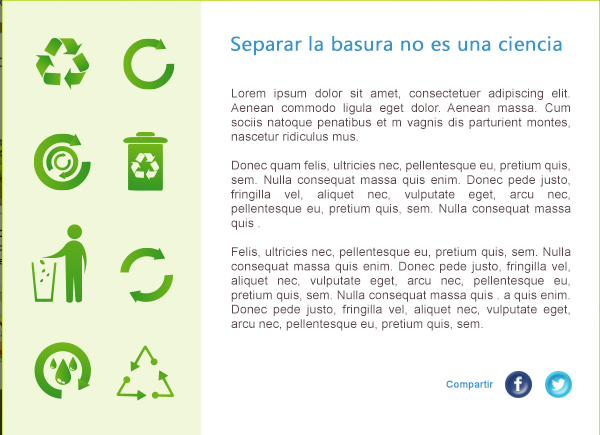 Separar la basura no es una ciencia
Lorem ipsum dolor sit amet, consectetuer adipiscing elit.
Aenean commodo ligula eget dolor. Aenean massa. Cum
sociis natoque penatibus et m vagnis dis parturient montes,
nascetur ridiculus mus.
Donec quam felis, ultricies nec, pellentesque eu, pretium quis,
sem. Nulla consequat massa quis enim. Donec pede justo,
fringilla vel, aliquet nec, vulputate eget, arcu nec,
pellentesque eu, pretium quis, sem. Nulla consequat massa
quis .
Felis, ultricies nec, pellentesque eu, pretium quis, sem. Nulla
consequat massa quis enim. Donec pede justo, fringilla vel,
aliquet nec, vulputate eget, arcu nec, pellentesque eu,
pretium quis, sem. Nulla consequat massa quis . a quis enim.
Donec pede justo, fringilla vel, aliquet nec, vulputate eget,
arcu nec, pellentesque eu, pretium quis, sem.
Compartir